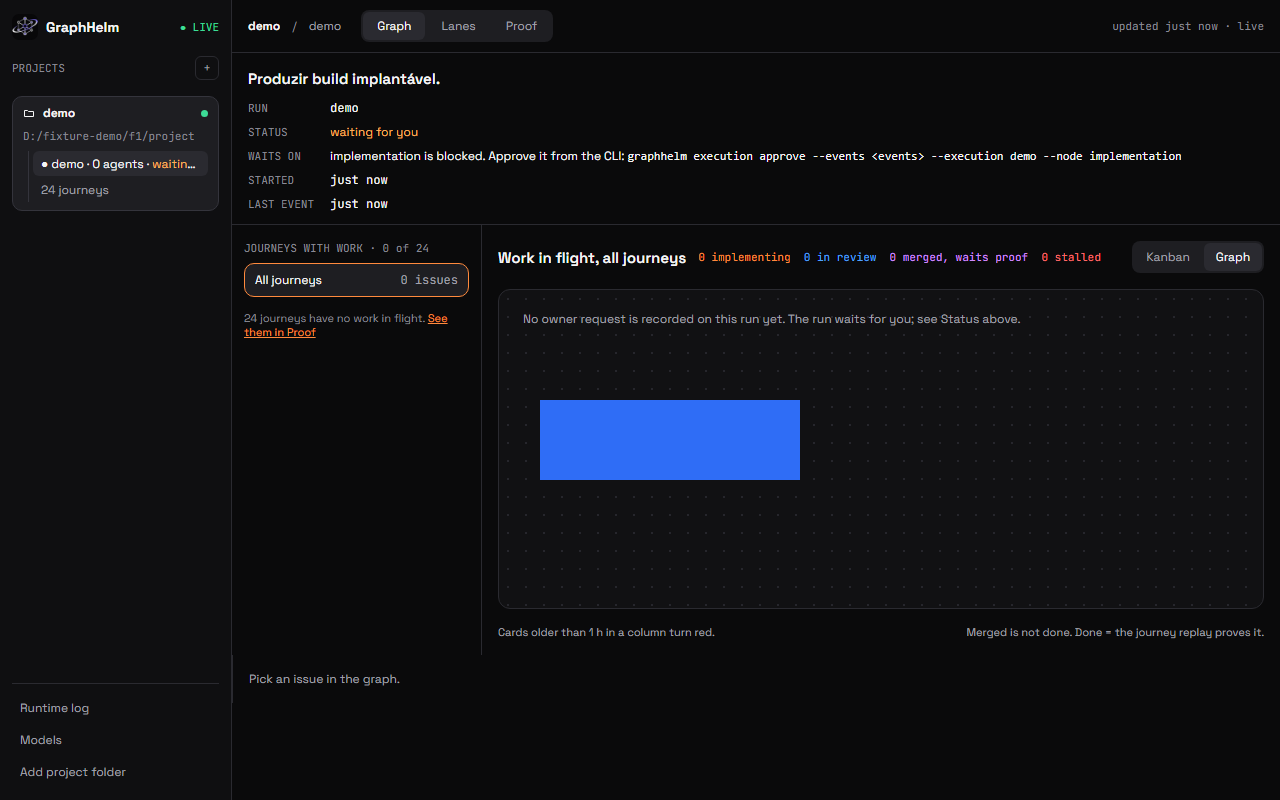 GraphHelm
LIVE
PROJECTS
+
demo
D:/fixture-demo/f1/project
demo · 0 agents · waitin…
24 journeys
Runtime log
Models
Add project folder
demo / demo
Graph Lanes Proof
updated just now · live
Produzir build implantável.
RUN demo
STATUS waiting for you
WAITS ON implementation is blocked. Approve it from the CLI: graphhelm execution approve --events <events> --execution demo --node implementation
STARTED just now
LAST EVENT just now
JOURNEYS WITH WORK · 0 of 24
All journeys 0 issues
24 journeys have no work in flight. See
them in Proof
Work in flight, all journeys 0 implementing 0 in review 0 merged, waits proof 0 stalled
Kanban Graph
No owner request is recorded on this run yet. The run waits for you; see Status above.
Cards older than 1 h in a column turn red.
Merged is not done. Done = the journey replay proves it.
Pick an issue in the graph.